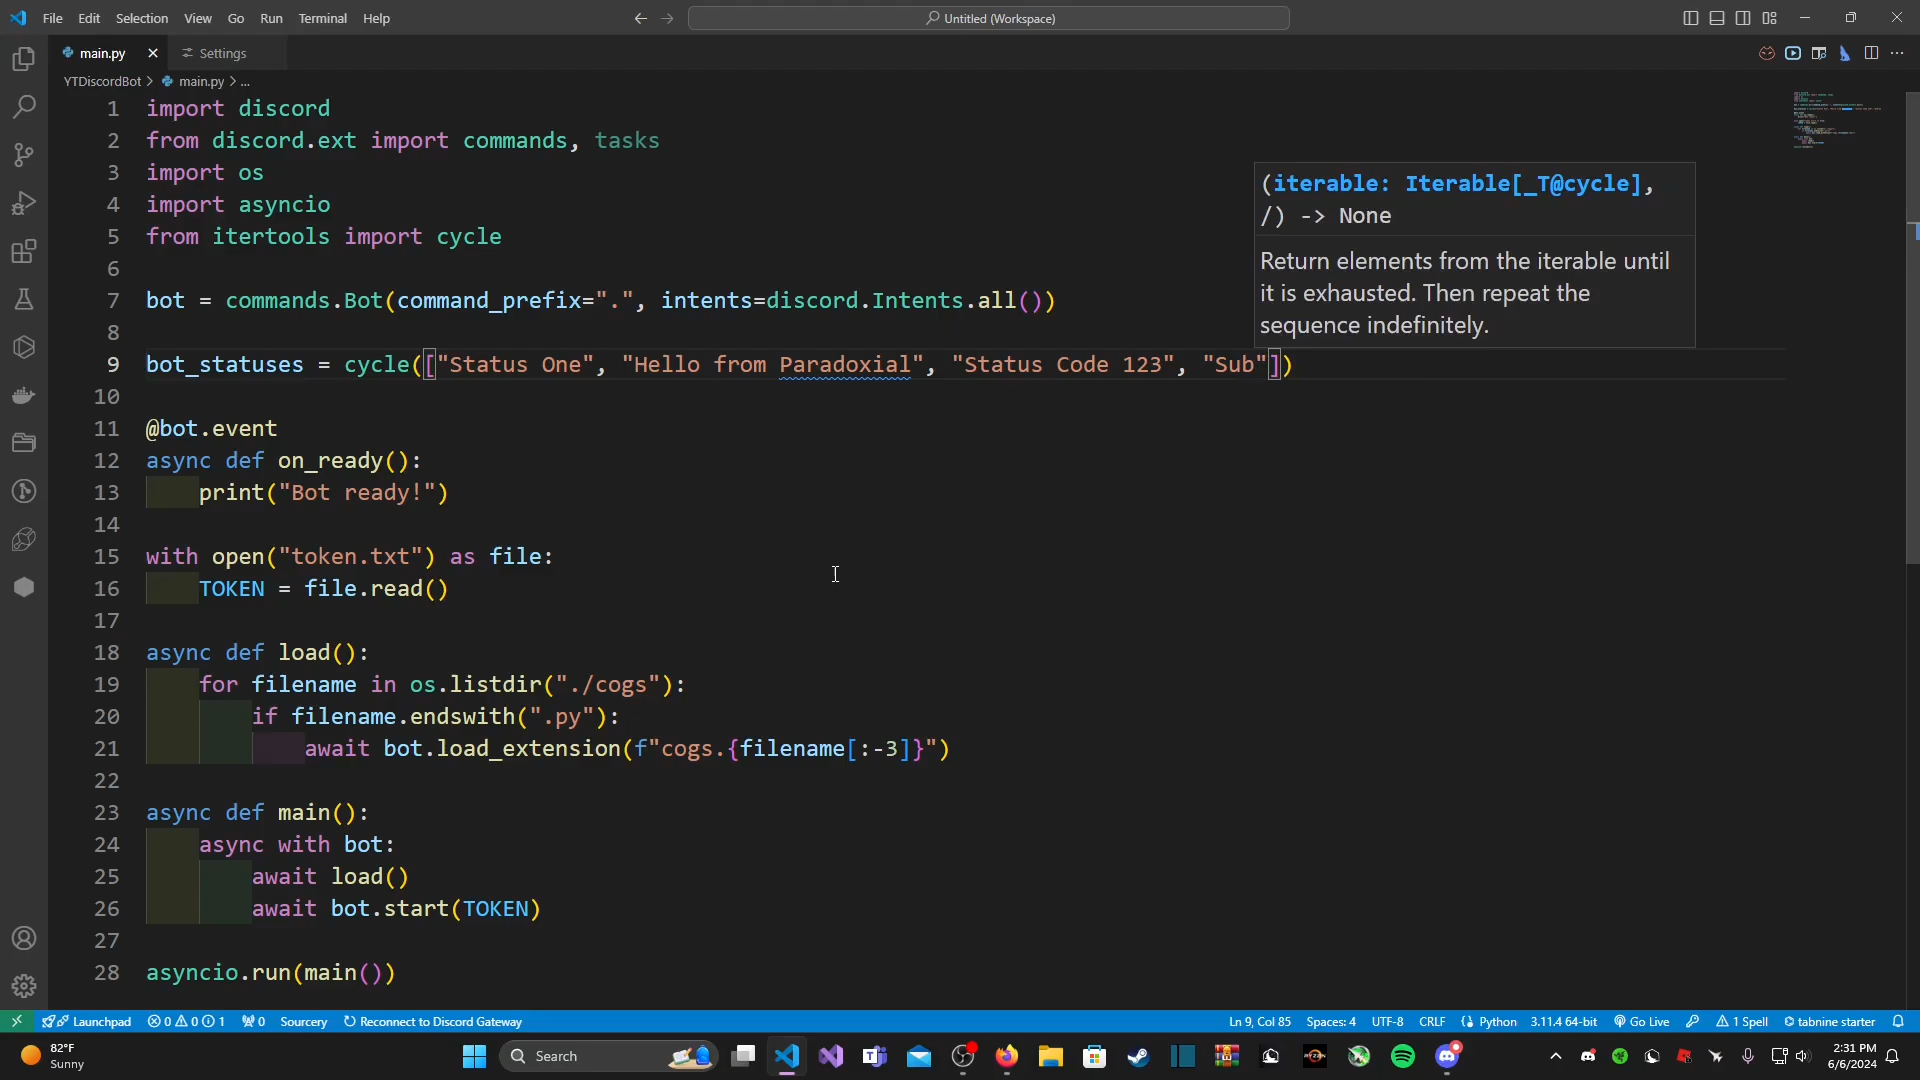 File Edit Selection View Go Run Terminal Help
Untitled (Workspace)
main.py
Settings
YTDiscordBot > main.py > ...
1 import discord
2 from discord.ext import commands, tasks
3 import os
4 import asyncio
5 from itertools import cycle
6
7 bot = commands.Bot(command_prefix=".", intents=discord.Intents.all())
8
(iterable: Iterable[_T@cycle],
/) -> None
Return elements from the iterable until
it is exhausted. Then repeat the
sequence indefinitely.
9 bot_statuses = cycle(["Status One", "Hello from Paradoxial", "Status Code 123", "Sub"])
10
11 @bot.event
12 async def on_ready():
13     print("Bot ready!")
14
15 with open("token.txt") as file:
16     TOKEN = file.read()
17
18 async def load():
19     for filename in os.listdir("./cogs"):
20         if filename.endswith(".py"):
21             await bot.load_extension(f"cogs.{filename[:-3]}")
22
23 async def main():
24     async with bot:
25         await load()
26         await bot.start(TOKEN)
27
28 asyncio.run(main())
Launchpad 0 0 1 0 Sourcery Reconnect to Discord Gateway Ln 9, Col 85 Spaces: 4 UTF-8 CRLF Python 3.11.4 64-bit Go Live 1 Spell tabnine starter
82°F
Sunny
Search
2:31 PM
6/6/2024